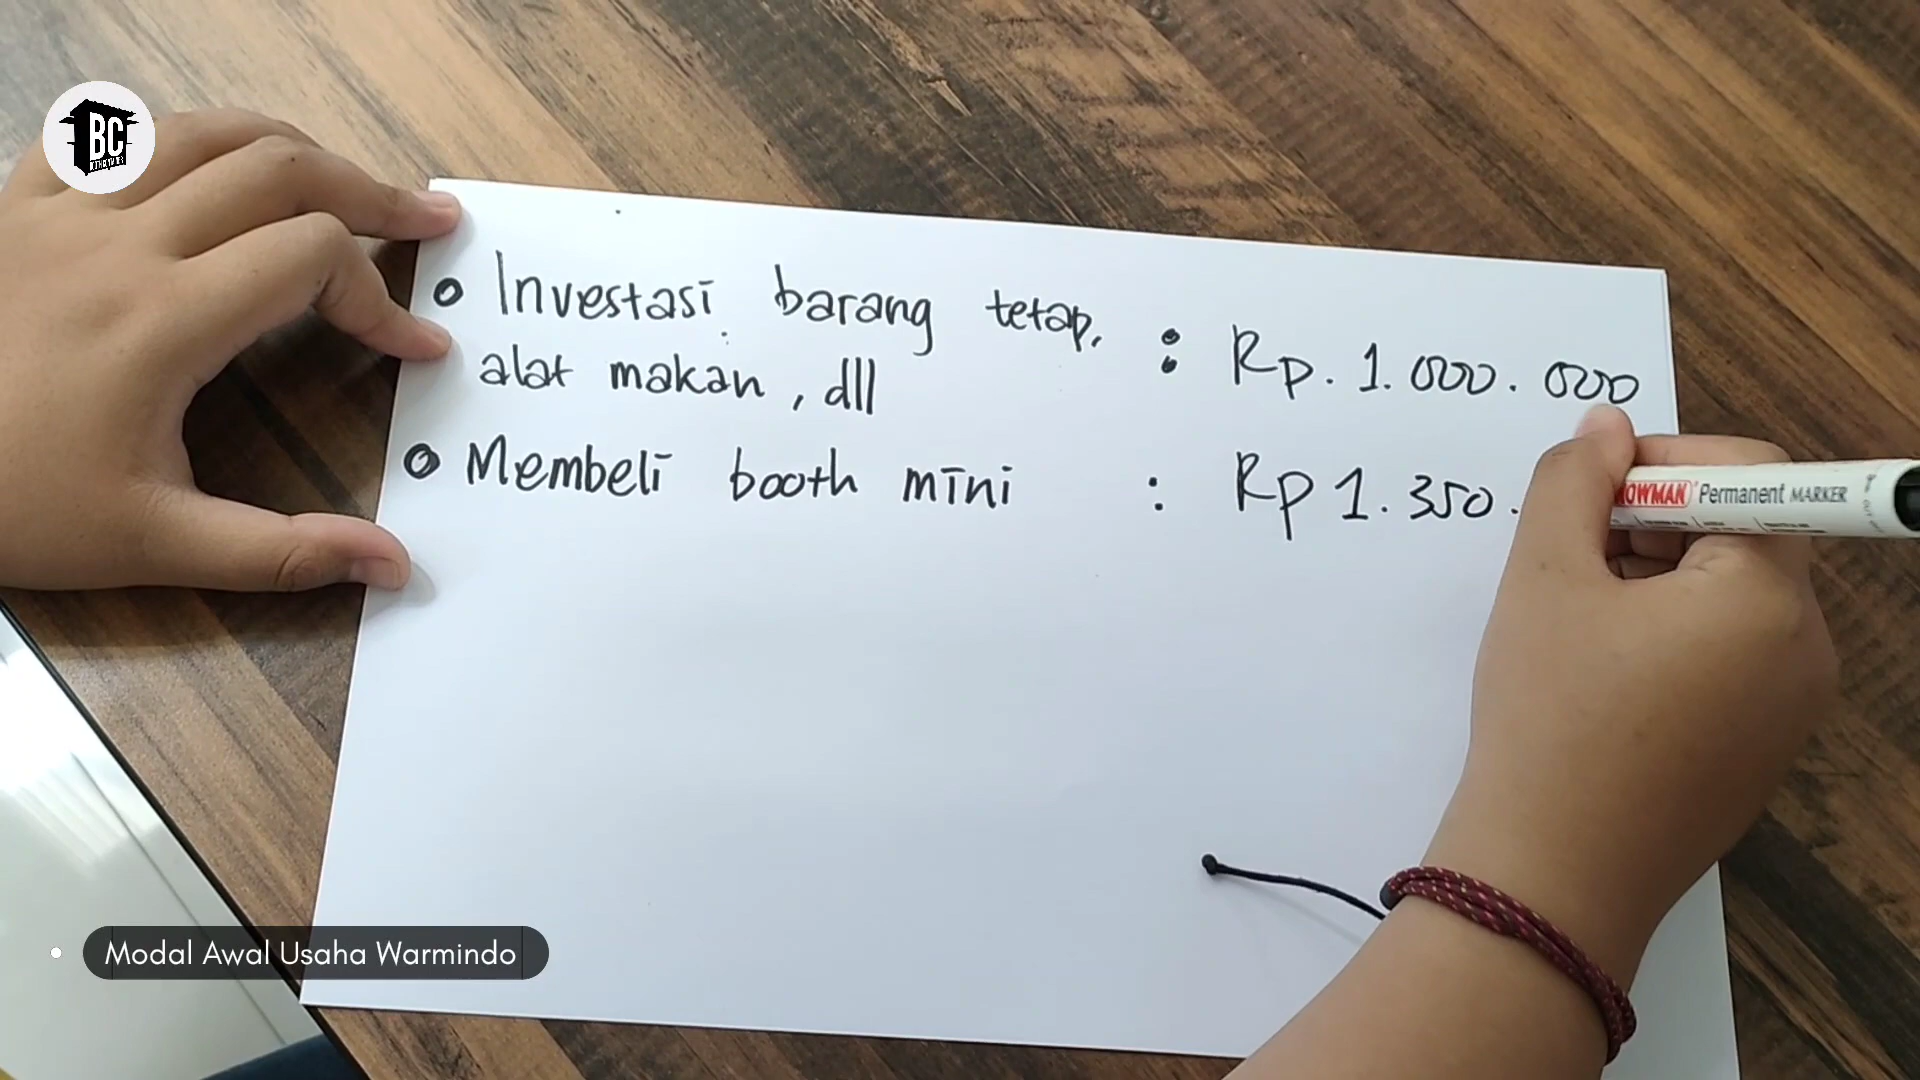 BC
• Investasi barang tetap, : Rp. 1.000.000
alat makan, dll
• Membeli booth mini : Rp 1.350.
OWMAN Permanent MARKER
Modal Awal Usaha Warmindo